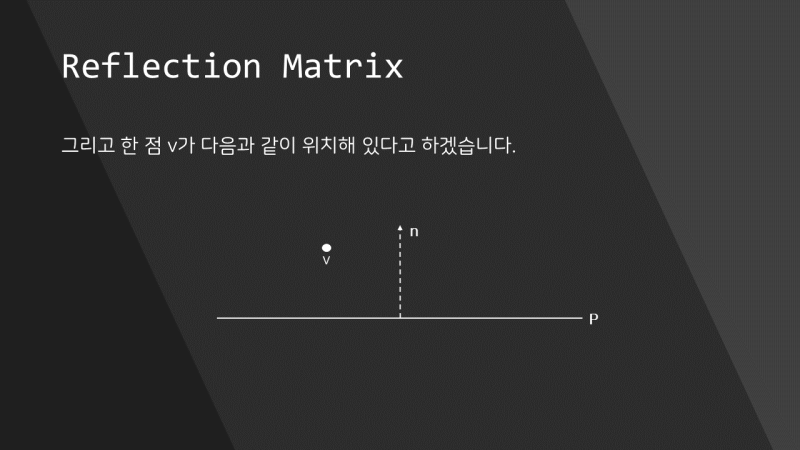 Reflection Matrix
그리고 한 점 v가 다음과 같이 위치해 있다고 하겠습니다.
n
v
P